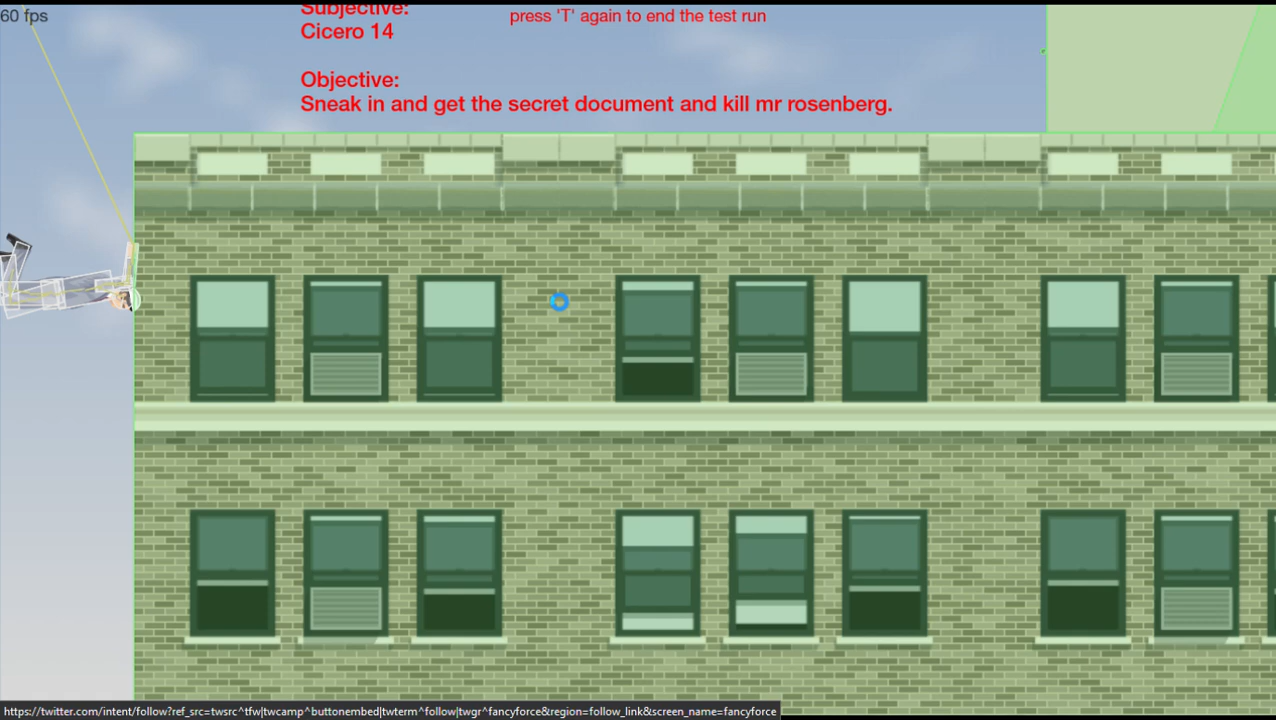 60 fps
Subjective:
press 'T' again to end the test run
Cicero 14
Objective:
Sneak in and get the secret document and kill mr rosenberg.
https://twitter.com/intent/follow?ref_src=twsrc^tfw|twcamp^buttonembed|twterm^follow|twgr^fancyforce&region=follow_link&screen_name=fancyforce